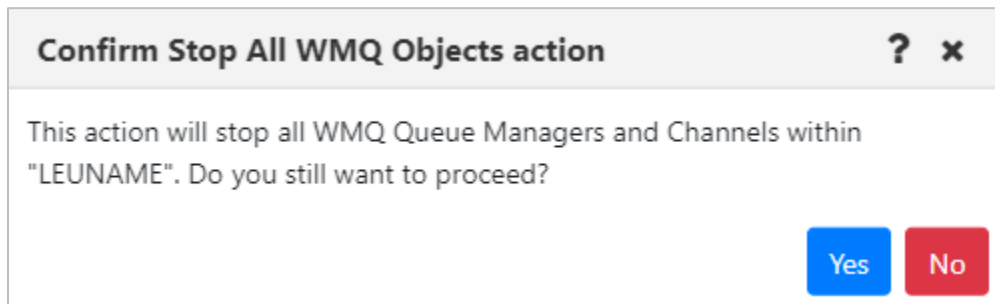 Confirm Stop All WMQ Objects action ? ×
This action will stop all WMQ Queue Managers and Channels within
"LEUNAME". Do you still want to proceed?
Yes No